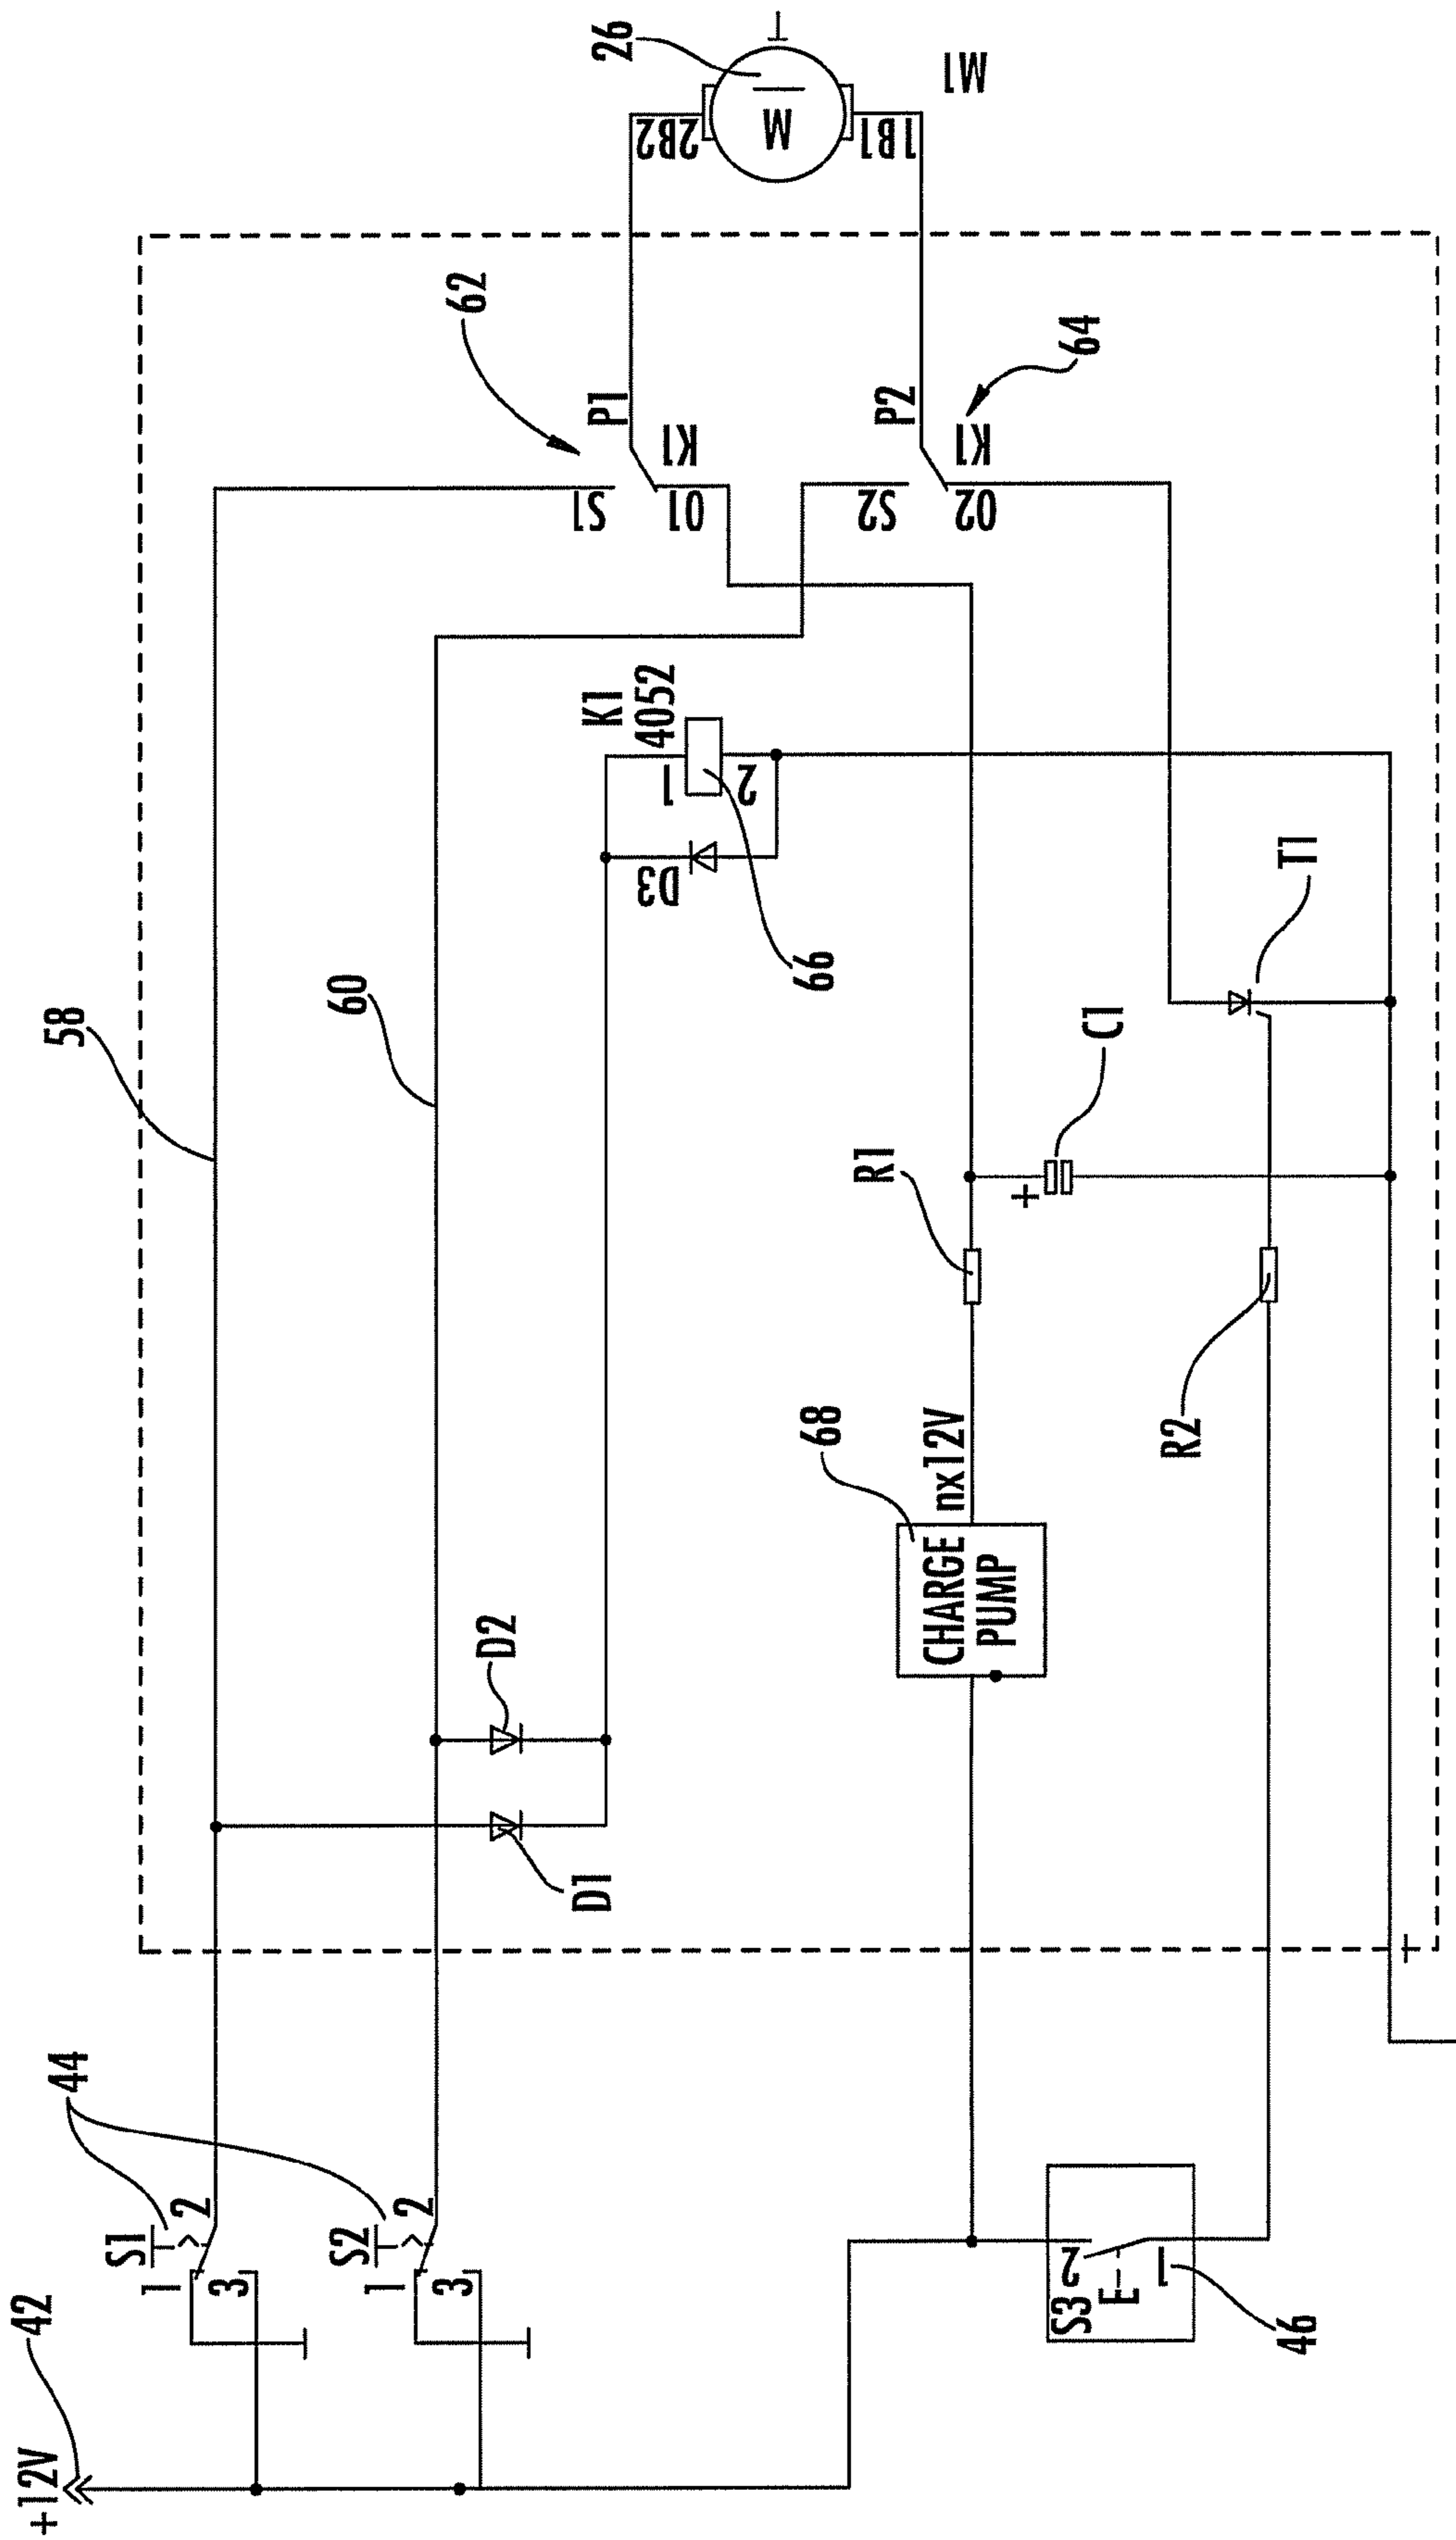 +12V
42
S1
1
2
3
44
S2
1
2
3
58
60
D1
D2
62
S1
P1
K1
O1
26
2B2
M
1B1
M1
S2
P2
K1
O2
64
K1
4052
1
2
D3
66
68
CHARGE
PUMP
nx12V
R1
+
C1
T1
R2
S3
2
E
1
46